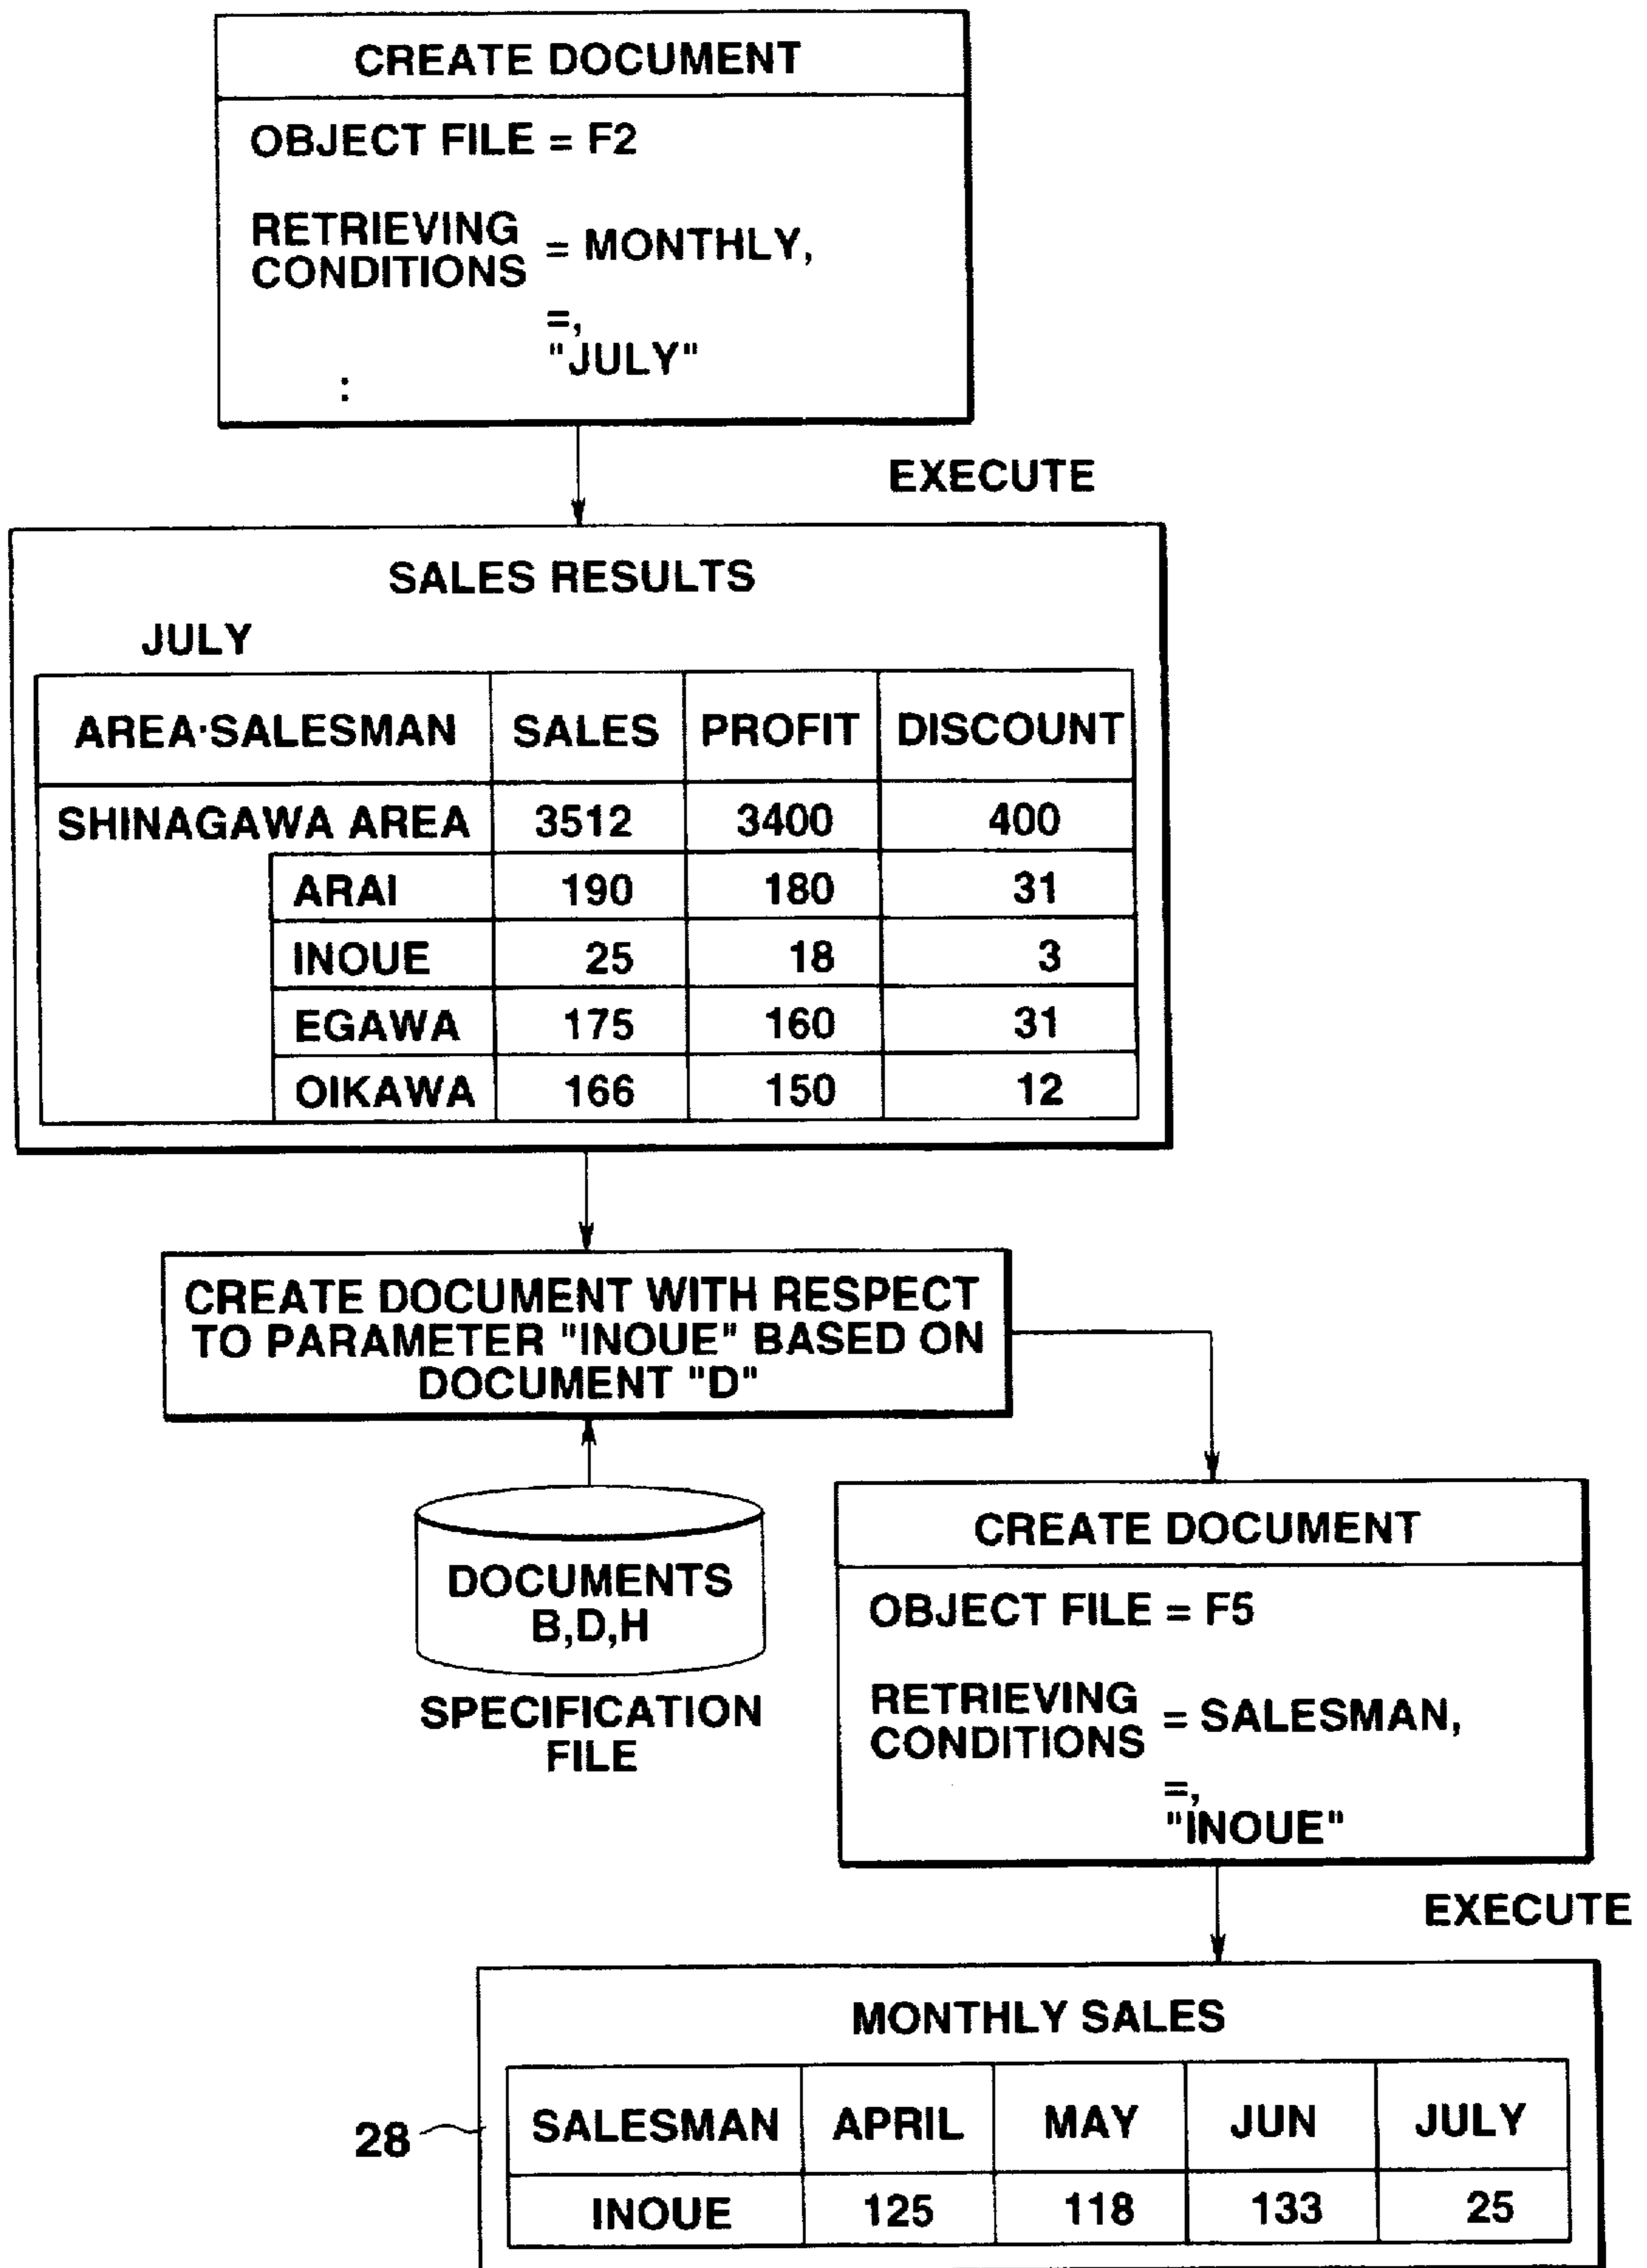 CREATE DOCUMENT
OBJECT FILE = F2
RETRIEVING
CONDITIONS = MONTHLY,
=,
"JULY"
:
EXECUTE
SALES RESULTS
JULY
AREA·SALESMAN SALES PROFIT DISCOUNT
SHINAGAWA AREA 3512 3400 400
ARAI 190 180 31
INOUE 25 18 3
EGAWA 175 160 31
OIKAWA 166 150 12
CREATE DOCUMENT WITH RESPECT
TO PARAMETER "INOUE" BASED ON
DOCUMENT "D"
DOCUMENTS
B,D,H
SPECIFICATION
FILE
CREATE DOCUMENT
OBJECT FILE = F5
RETRIEVING
CONDITIONS = SALESMAN,
=,
"INOUE"
EXECUTE
MONTHLY SALES
28
SALESMAN APRIL MAY JUN JULY
INOUE 125 118 133 25